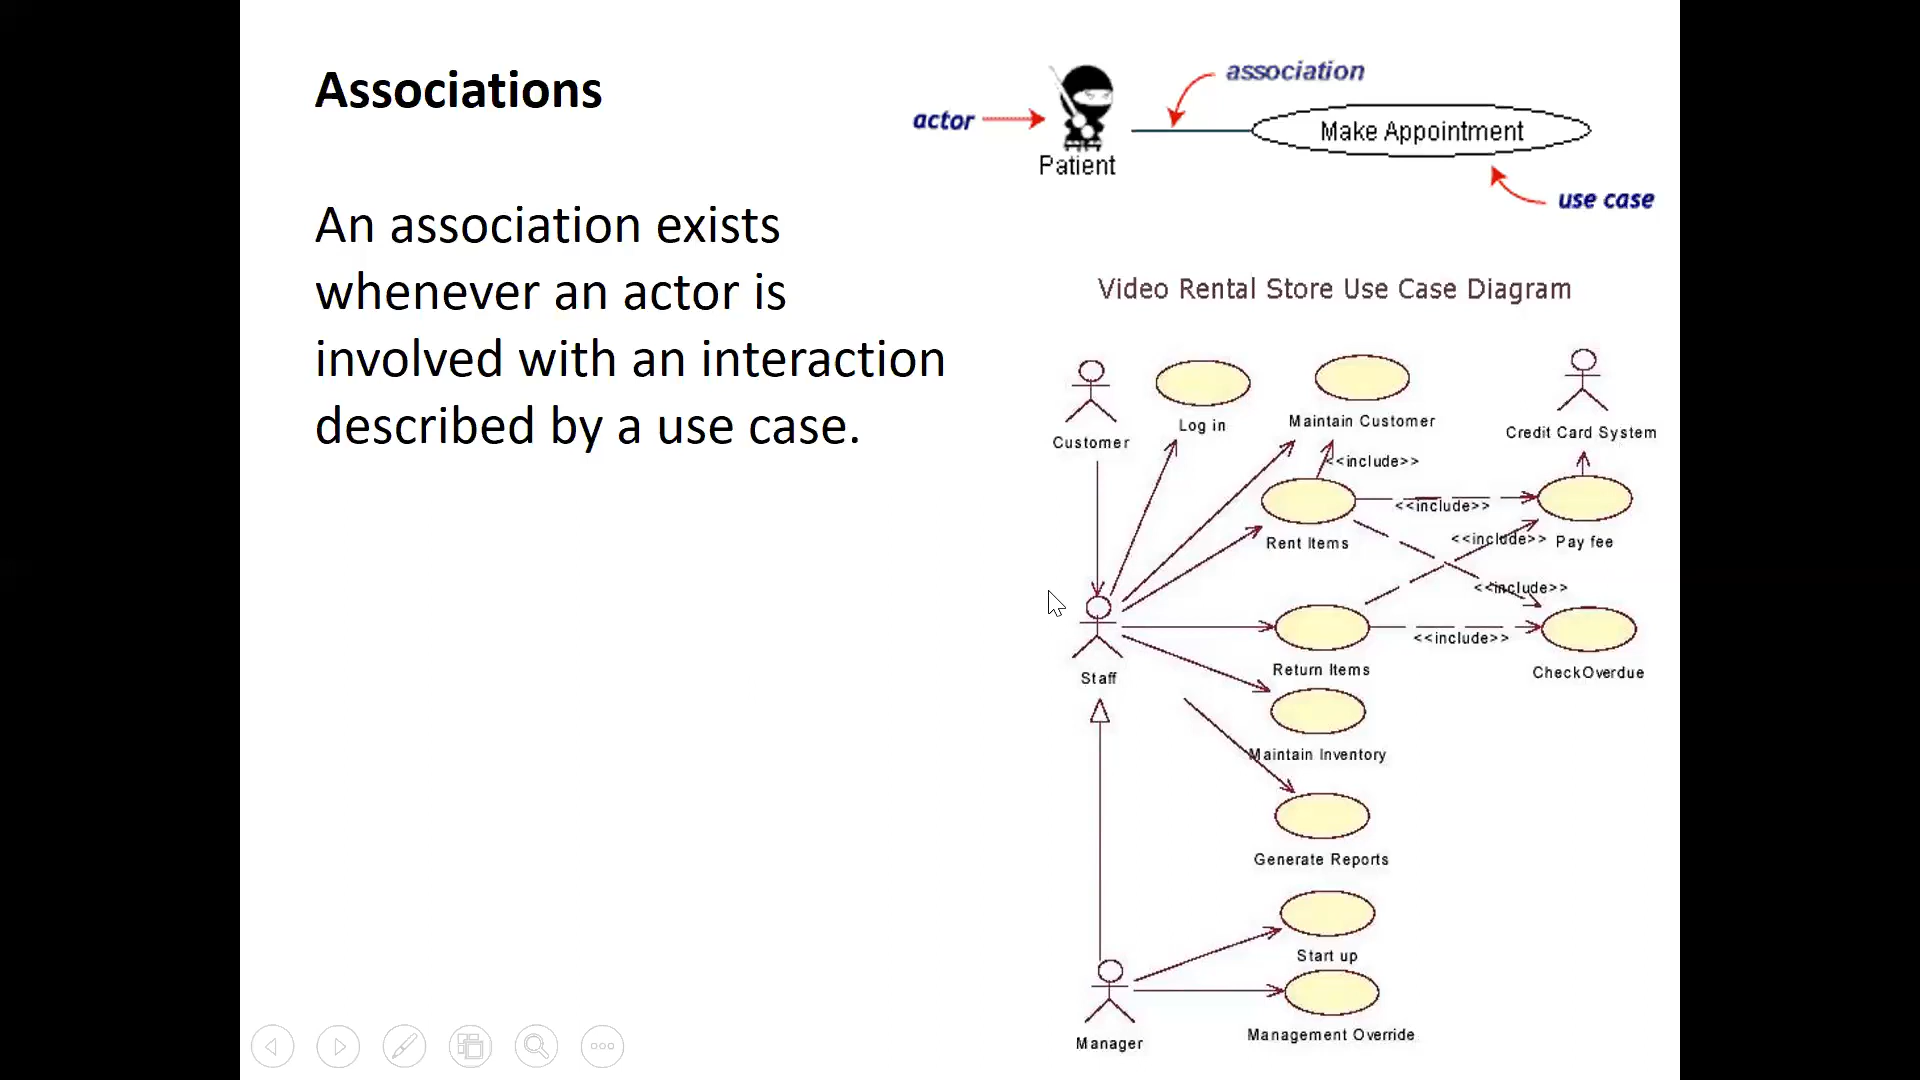 Associations
An association exists
whenever an actor is
involved with an interaction
described by a use case.
association
actor
Make Appointment
Patient
use case
Video Rental Store Use Case Diagram
Customer
Log in
Maintain Customer
Credit Card System
<<include>>
Rent Items
<<include>>
<<include>>
Pay fee
<<include>>
<<include>>
Staff
Return Items
CheckOverdue
Maintain Inventory
Generate Reports
Start up
Manager
Management Override